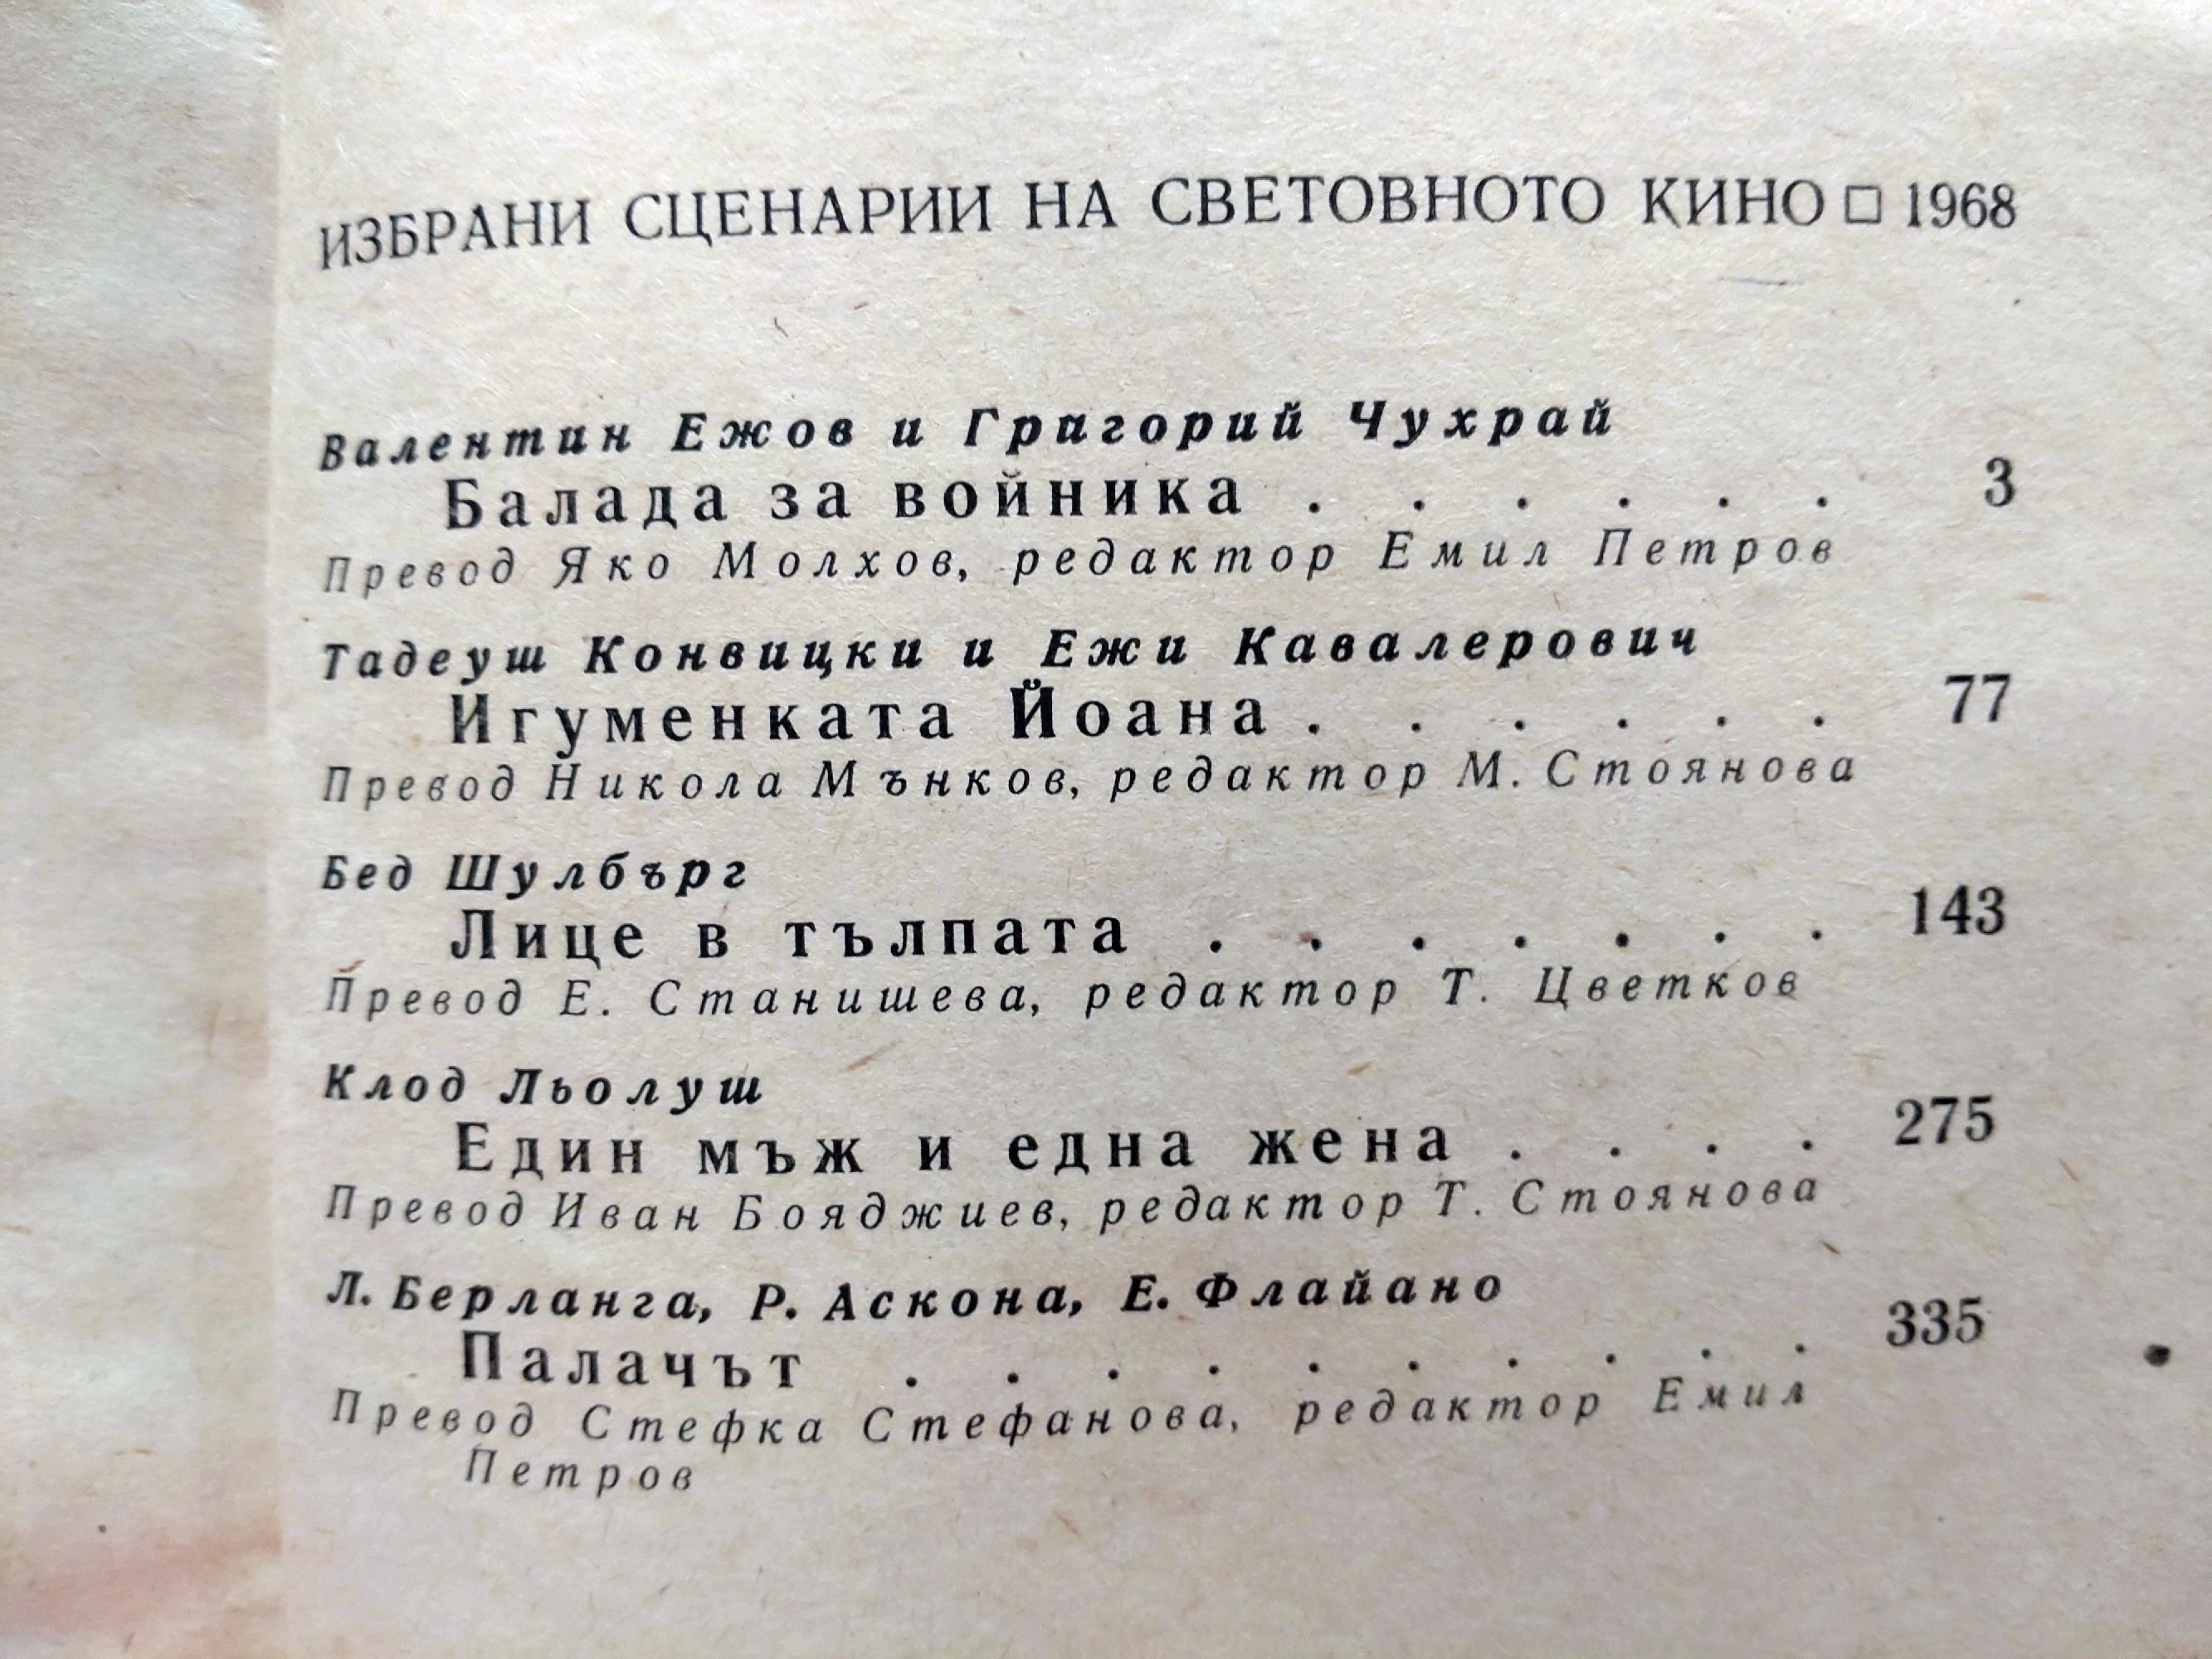 ИЗБРАНИ СЦЕНАРИИ НА СВЕТОВНОТО КИНО □ 1968
Валентин Ежов и Григорий Чухрай
Балада за войника . . . . . . 3
Превод Яко Молхов, редактор Емил Петров
Тадеуш Конвицки и Ежи Кавалерович
Игуменката Йоана . . . . . . 77
Превод Никола Мънков, редактор М. Стоянова
Бед Шулбърг
Лице в тълпата . . . . . . . 143
Превод Е. Станишева, редактор Т. Цветков
Клод Льолуш
Един мъж и една жена . . . . 275
Превод Иван Бояджиев, редактор Т. Стоянова
Л. Берланга, Р. Аскона, Е. Флайано
Палачът . . . . . . . . . . 335
Превод Стефка Стефанова, редактор Емил
Петров